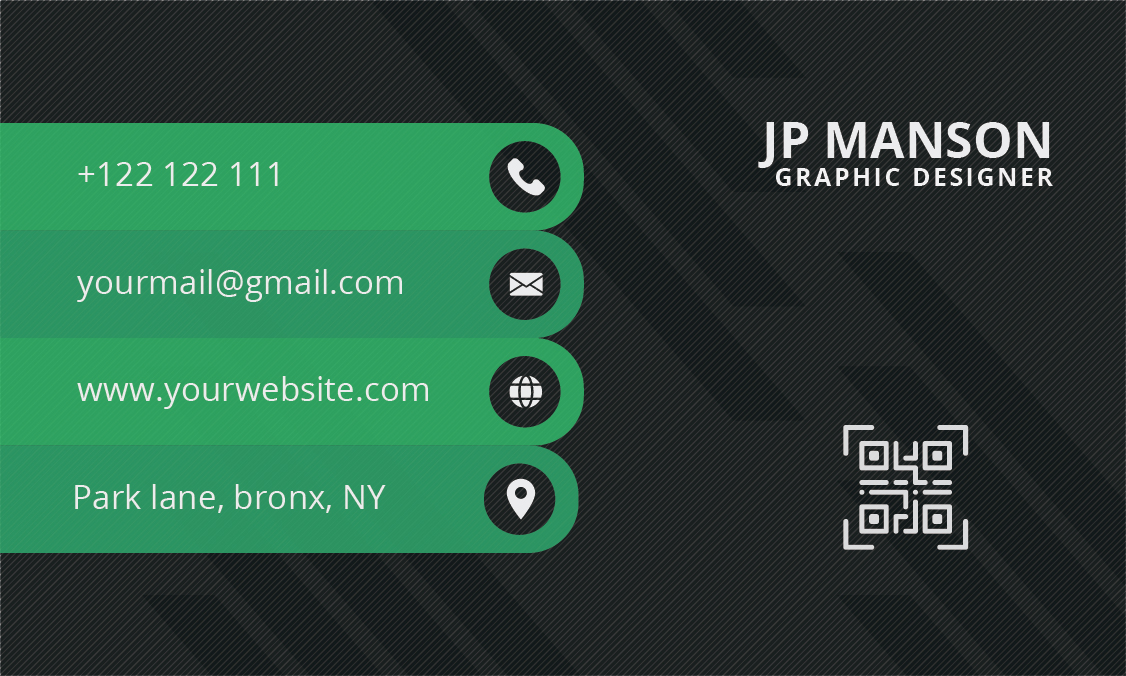 +122 122 111
yourmail@gmail.com
www.yourwebsite.com
Park lane, bronx, NY
JP MANSON
GRAPHIC DESIGNER